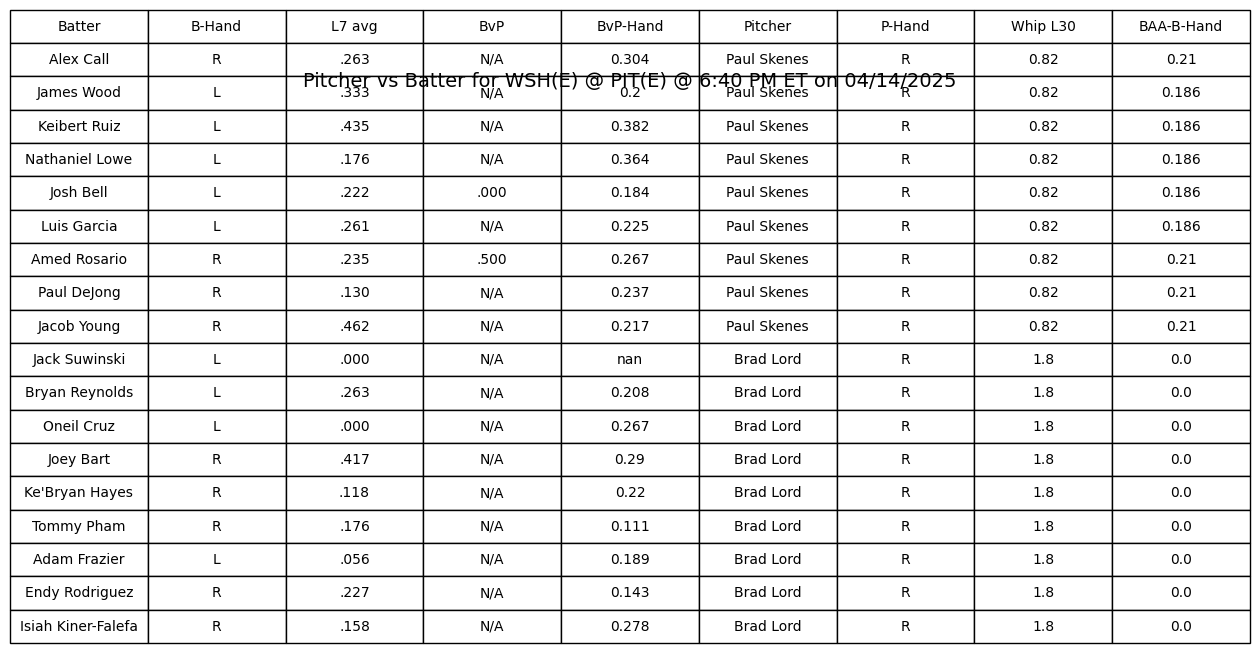 Batter B-Hand L7 avg BvP BvP-Hand Pitcher P-Hand Whip L30 BAA-B-Hand
Alex Call R .263 N/A 0.304 Paul Skenes R 0.82 0.21
Pitcher vs Batter for WSH(E) @ PIT(E) @ 6:40 PM ET on 04/14/2025
James Wood L .333 N/A 0.2 Paul Skenes R 0.82 0.186
Keibert Ruiz L .435 N/A 0.382 Paul Skenes R 0.82 0.186
Nathaniel Lowe L .176 N/A 0.364 Paul Skenes R 0.82 0.186
Josh Bell L .222 .000 0.184 Paul Skenes R 0.82 0.186
Luis Garcia L .261 N/A 0.225 Paul Skenes R 0.82 0.186
Amed Rosario R .235 .500 0.267 Paul Skenes R 0.82 0.21
Paul DeJong R .130 N/A 0.237 Paul Skenes R 0.82 0.21
Jacob Young R .462 N/A 0.217 Paul Skenes R 0.82 0.21
Jack Suwinski L .000 N/A nan Brad Lord R 1.8 0.0
Bryan Reynolds L .263 N/A 0.208 Brad Lord R 1.8 0.0
Oneil Cruz L .000 N/A 0.267 Brad Lord R 1.8 0.0
Joey Bart R .417 N/A 0.29 Brad Lord R 1.8 0.0
Ke'Bryan Hayes R .118 N/A 0.22 Brad Lord R 1.8 0.0
Tommy Pham R .176 N/A 0.111 Brad Lord R 1.8 0.0
Adam Frazier L .056 N/A 0.189 Brad Lord R 1.8 0.0
Endy Rodriguez R .227 N/A 0.143 Brad Lord R 1.8 0.0
Isiah Kiner-Falefa R .158 N/A 0.278 Brad Lord R 1.8 0.0